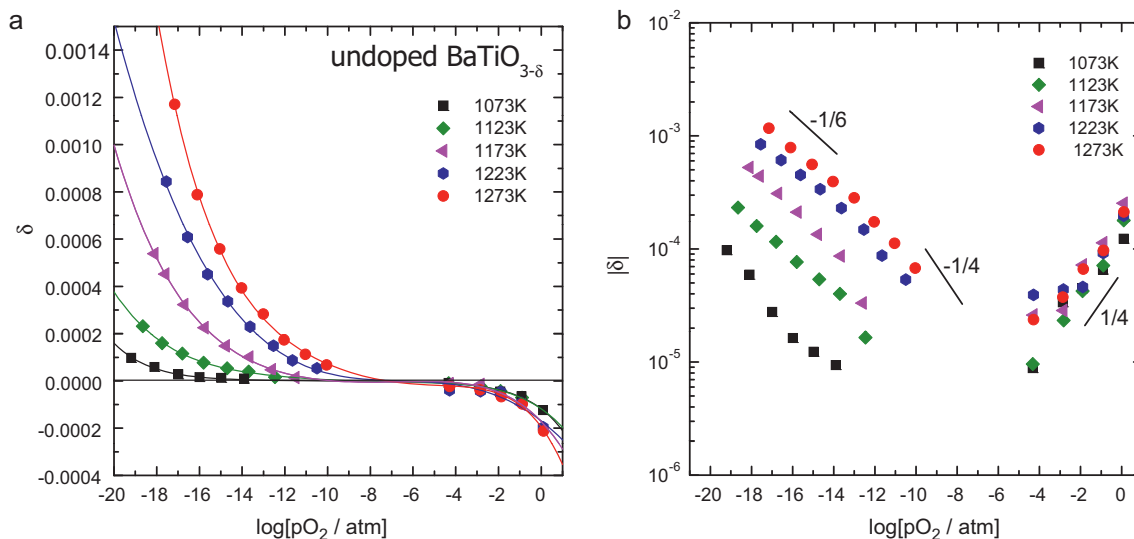 a
undoped BaTiO3-δ
1073K
1123K
1173K
1223K
1273K
0.0014
0.0012
0.0010
0.0008
0.0006
0.0004
0.0002
0.0000
-0.0002
-0.0004
δ
-20 -18 -16 -14 -12 -10 -8 -6 -4 -2 0
log[pO2 / atm]
b
1073K
1123K
1173K
1223K
1273K
-1/6
-1/4
1/4
10-2
10-3
10-4
10-5
10-6
|δ|
-20 -18 -16 -14 -12 -10 -8 -6 -4 -2 0
log[pO2 / atm]